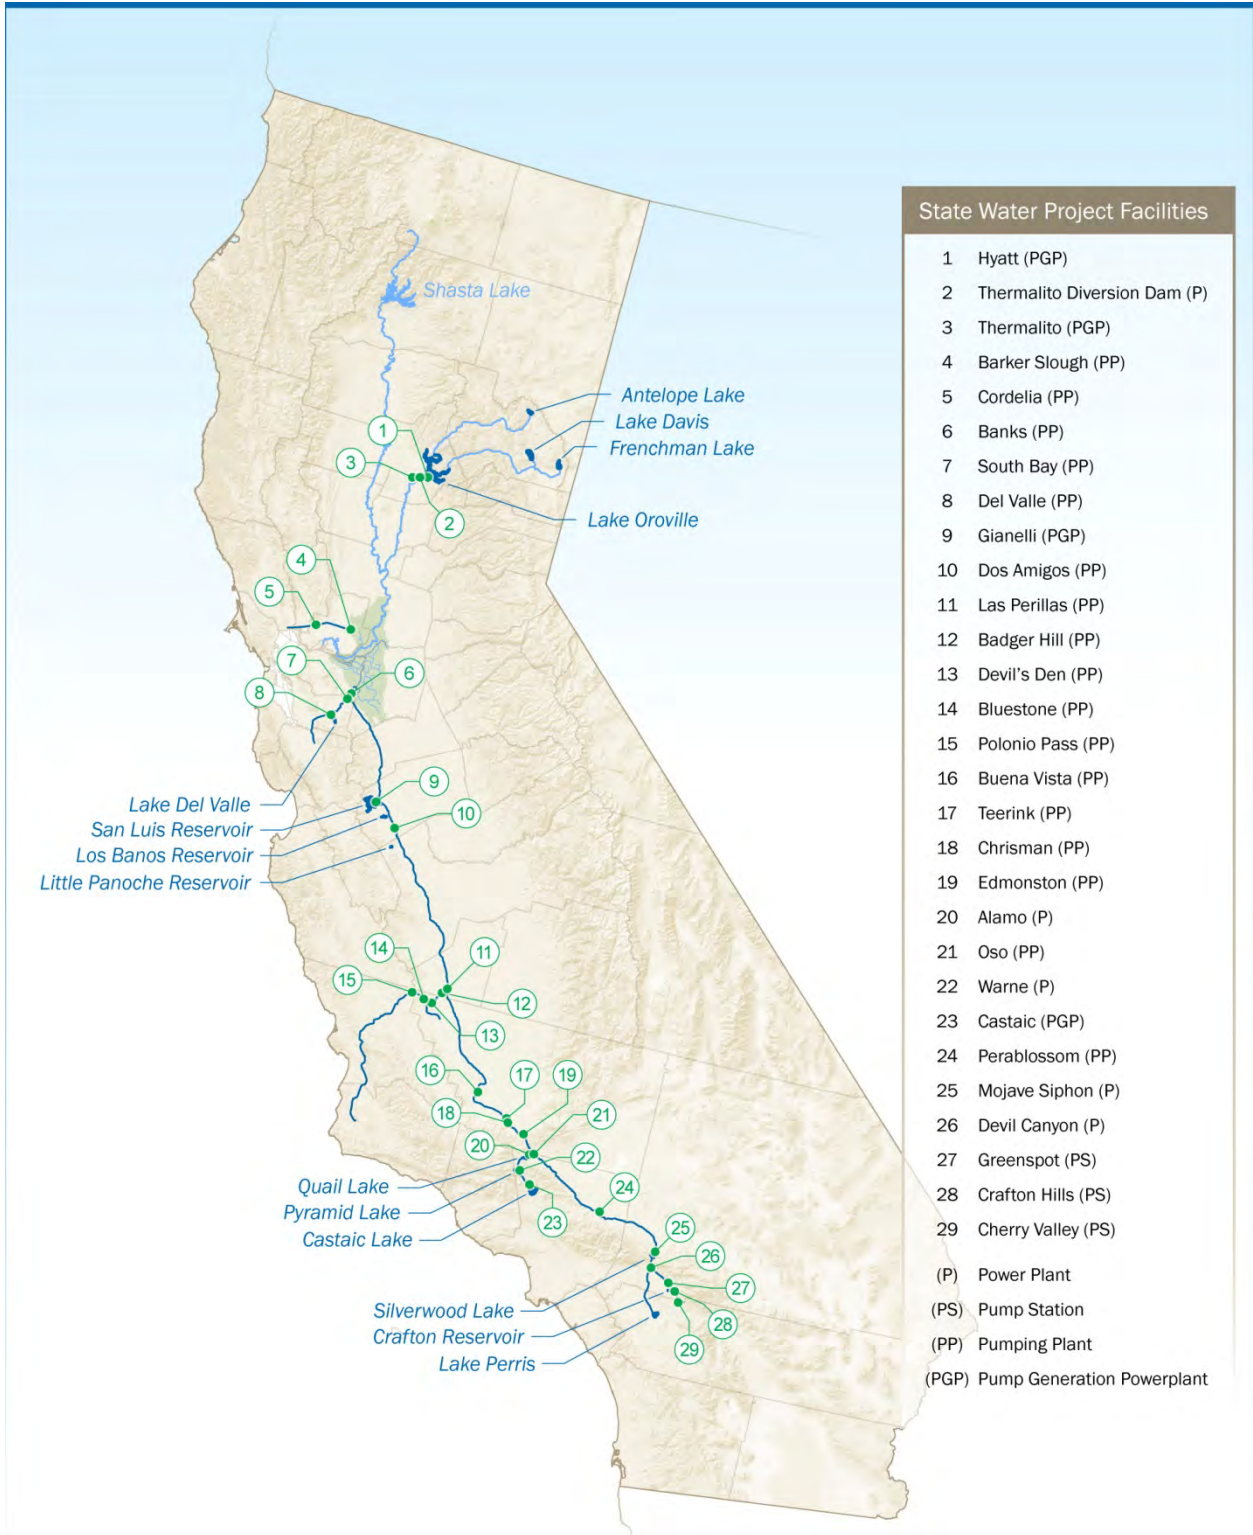 State Water Project Facilities
1 Hyatt (PGP)
2 Thermalito Diversion Dam (P)
3 Thermalito (PGP)
4 Barker Slough (PP)
5 Cordelia (PP)
6 Banks (PP)
7 South Bay (PP)
8 Del Valle (PP)
9 Gianelli (PGP)
10 Dos Amigos (PP)
11 Las Perillas (PP)
12 Badger Hill (PP)
13 Devil's Den (PP)
14 Bluestone (PP)
15 Polonio Pass (PP)
16 Buena Vista (PP)
17 Teerink (PP)
18 Chrisman (PP)
19 Edmonston (PP)
20 Alamo (P)
21 Oso (PP)
22 Warne (P)
23 Castaic (PGP)
24 Perablossom (PP)
25 Mojave Siphon (P)
26 Devil Canyon (P)
27 Greenspot (PS)
28 Crafton Hills (PS)
29 Cherry Valley (PS)
(P) Power Plant
(PS) Pump Station
(PP) Pumping Plant
(PGP) Pump Generation Powerplant
Shasta Lake
Antelope Lake
Lake Davis
Frenchman Lake
Lake Oroville
1
3
2
4
5
7
6
8
9
10
Lake Del Valle
San Luis Reservoir
Los Banos Reservoir
Little Panoche Reservoir
14
11
15
12
13
16
17
19
18
21
20
22
24
23
Quail Lake
Pyramid Lake
Castaic Lake
25
26
27
28
29
Silverwood Lake
Crafton Reservoir
Lake Perris